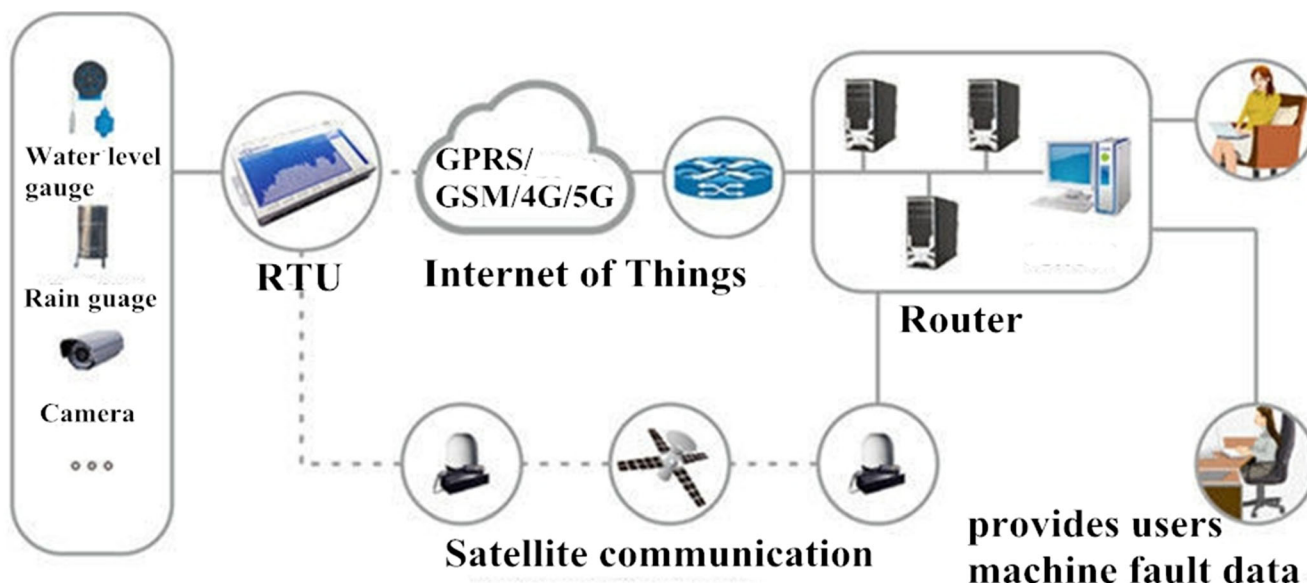 Water level
gauge
Rain guage
Camera
RTU
GPRS/
GSM/4G/5G
Internet of Things
Router
Satellite communication
provides users
machine fault data